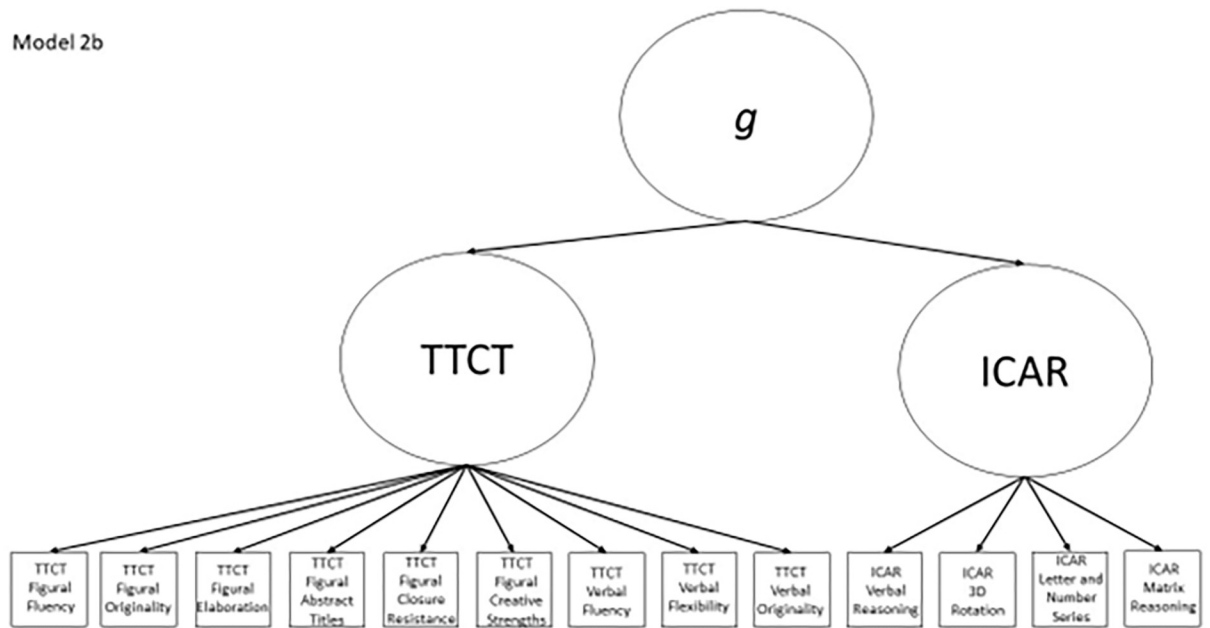 Model 2b
g
TTCT
ICAR
TTCT
Figural
Fluency
TTCT
Figural
Originality
TTCT
Figural
Elaboration
TTCT
Figural
Abstract
Titles
TTCT
Figural
Closure
Resistance
TTCT
Figural
Creative
Strengths
TTCT
Verbal
Fluency
TTCT
Verbal
Flexibility
TTCT
Verbal
Originality
ICAR
Verbal
Reasoning
ICAR
3D
Rotation
ICAR
Letter and
Number
Series
ICAR
Matrix
Reasoning